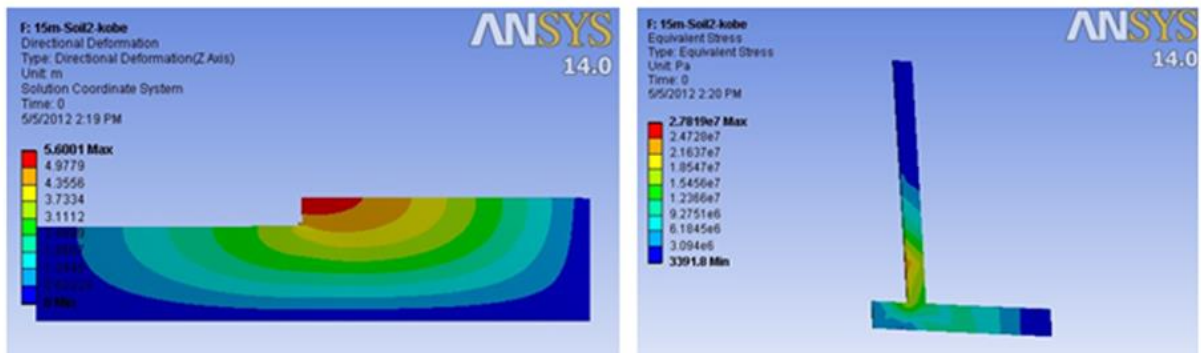 F: 15m-Soil2-kobe
Directional Deformation
Type: Directional Deformation(Z Axis)
Unit: m
Solution Coordinate System
Time: 0
5/5/2012 2:19 PM
ANSYS
14.0
5.6001 Max
4.9779
4.3556
3.7334
3.1112
0 Min
F: 15m-Soil2-kobe
Equivalent Stress
Type: Equivalent Stress
Unit: Pa
Time: 0
5/5/2012 2:20 PM
ANSYS
14.0
2.7819e7 Max
2.4728e7
2.1637e7
1.8547e7
1.5456e7
1.2366e7
9.2751e6
6.1845e6
3.094e6
3391.8 Min